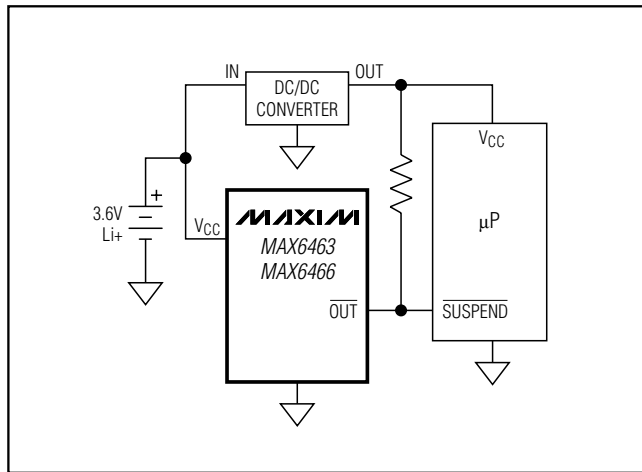 IN
OUT
DC/DC
CONVERTER
VCC
+
3.6V
Li+
VCC
MAXIM
MAX6463
MAX6466
µP
OUT
SUSPEND